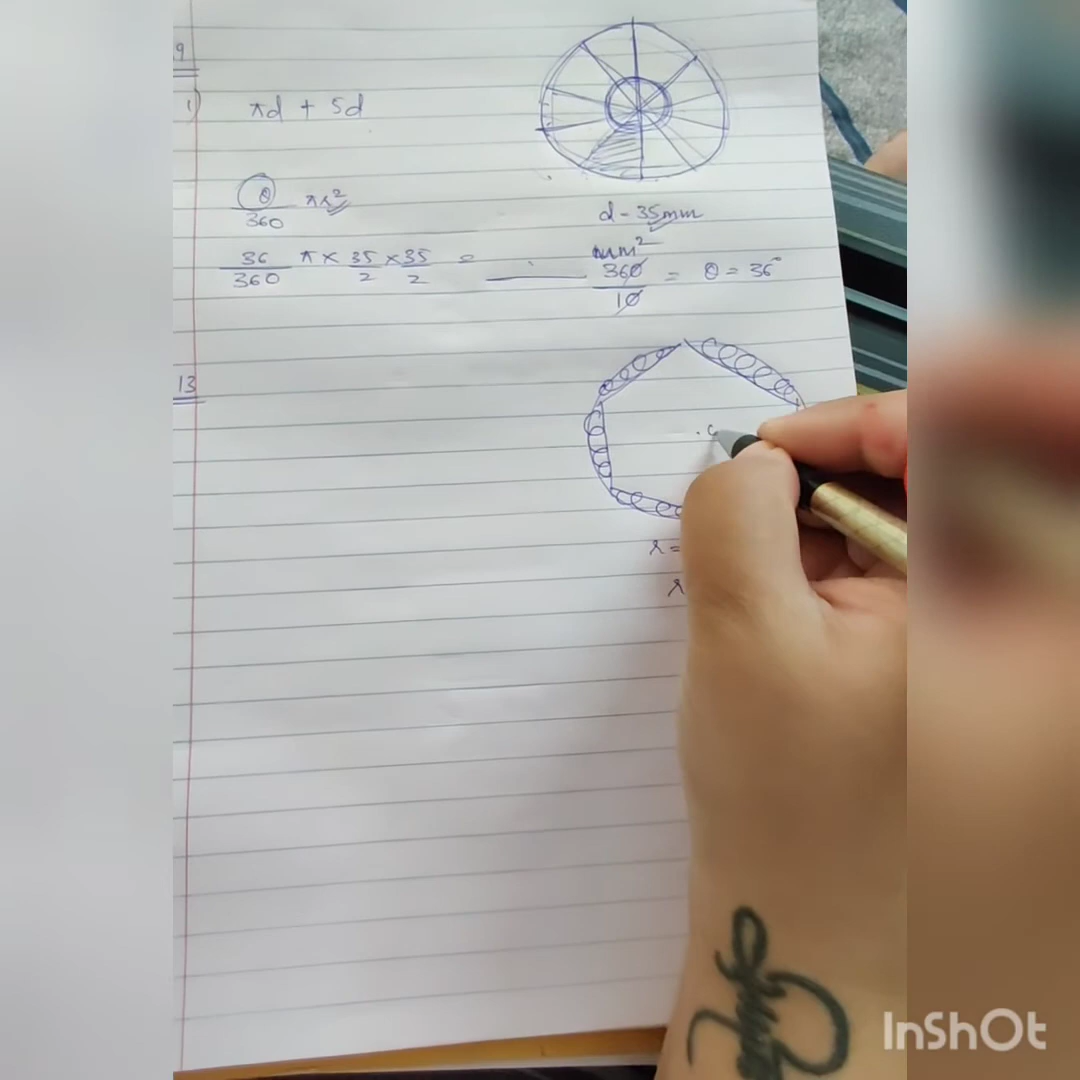 9
1) πd + 5d
θ/360 πr²
d - 35mm
36/360 π × 35/2 × 35/2 = ____ mm²
360/10 = θ = 36°
13
r =
r
InShOt